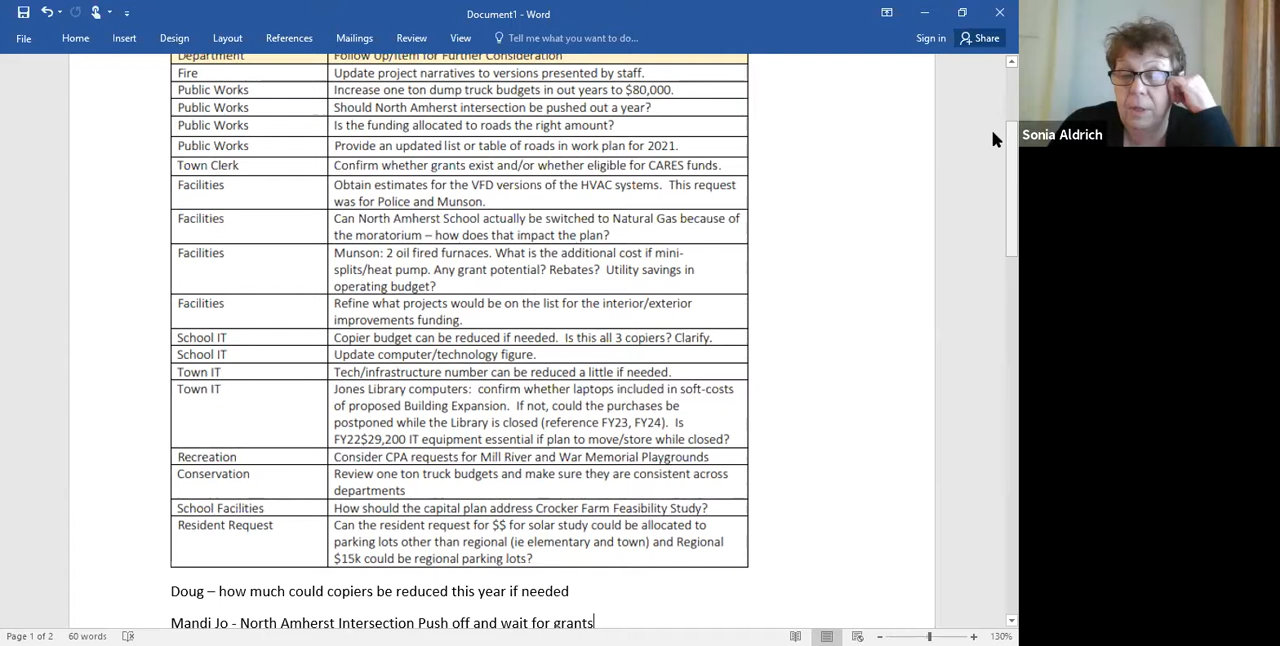 Document1 - Word
File Home Insert Design Layout References Mailings Review View Tell me what you want to do... Sign in Share
Department Follow Up/Item for Further Consideration
Fire Update project narratives to versions presented by staff.
Public Works Increase one ton dump truck budgets in out years to $80,000.
Public Works Should North Amherst intersection be pushed out a year?
Public Works Is the funding allocated to roads the right amount?
Public Works Provide an updated list or table of roads in work plan for 2021.
Town Clerk Confirm whether grants exist and/or whether eligible for CARES funds.
Facilities Obtain estimates for the VFD versions of the HVAC systems. This request
was for Police and Munson.
Facilities Can North Amherst School actually be switched to Natural Gas because of
the moratorium – how does that impact the plan?
Facilities Munson: 2 oil fired furnaces. What is the additional cost if mini-
splits/heat pump. Any grant potential? Rebates? Utility savings in
operating budget?
Facilities Refine what projects would be on the list for the interior/exterior
improvements funding.
School IT Copier budget can be reduced if needed. Is this all 3 copiers? Clarify.
School IT Update computer/technology figure.
Town IT Tech/infrastructure number can be reduced a little if needed.
Town IT Jones Library computers: confirm whether laptops included in soft-costs
of proposed Building Expansion. If not, could the purchases be
postponed while the Library is closed (reference FY23, FY24). Is
FY22$29,200 IT equipment essential if plan to move/store while closed?
Recreation Consider CPA requests for Mill River and War Memorial Playgrounds
Conservation Review one ton truck budgets and make sure they are consistent across
departments
School Facilities How should the capital plan address Crocker Farm Feasibility Study?
Resident Request Can the resident request for $$ for solar study could be allocated to
parking lots other than regional (ie elementary and town) and Regional
$15k could be regional parking lots?
Doug – how much could copiers be reduced this year if needed
Mandi Jo - North Amherst Intersection Push off and wait for grants
Page 1 of 2 60 words 130%
Sonia Aldrich